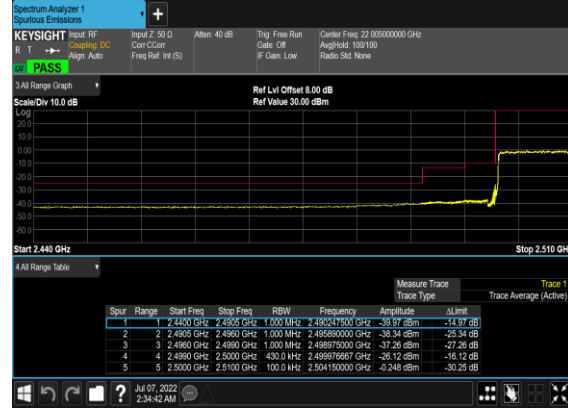 Spectrum Analyzer 1
Spurious Emissions
+
KEYSIGHT Input: RF Input Z: 50 Ω Atten: 40 dB Trig: Free Run Center Freq: 22.005000000 GHz
R T Coupling: DC Corr CCorr Gate: Off Avg|Hold: 100/100
Align: Auto Freq Ref: Int (S) IF Gain: Low Radio Std: None
PASS
3 All Range Graph
Ref Lvl Offset 8.00 dB
Scale/Div 10.0 dB Ref Value 30.00 dBm
Log
20.0
10.0
0.00
-10.0
-20.0
-30.0
-40.0
-50.0
-60.0
Start 2.440 GHz Stop 2.510 GH
4 All Range Table
Measure Trace Trace 1
Trace Type Trace Average (Active)
Spur Range Start Freq Stop Freq RBW Frequency Amplitude ΔLimit
1 1 2.4400 GHz 2.4905 GHz 1.000 MHz 2.490247500 GHz -39.97 dBm -14.97 dB
2 2 2.4905 GHz 2.4960 GHz 1.000 MHz 2.495890000 GHz -38.34 dBm -25.34 dB
3 3 2.4960 GHz 2.4990 GHz 1.000 MHz 2.498975000 GHz -37.26 dBm -27.26 dB
4 4 2.4990 GHz 2.5000 GHz 430.0 kHz 2.499976667 GHz -26.12 dBm -16.12 dB
5 5 2.5000 GHz 2.5100 GHz 100.0 kHz 2.504150000 GHz -0.248 dBm -30.25 dB
? Jul 07, 2022
2:34:42 AM